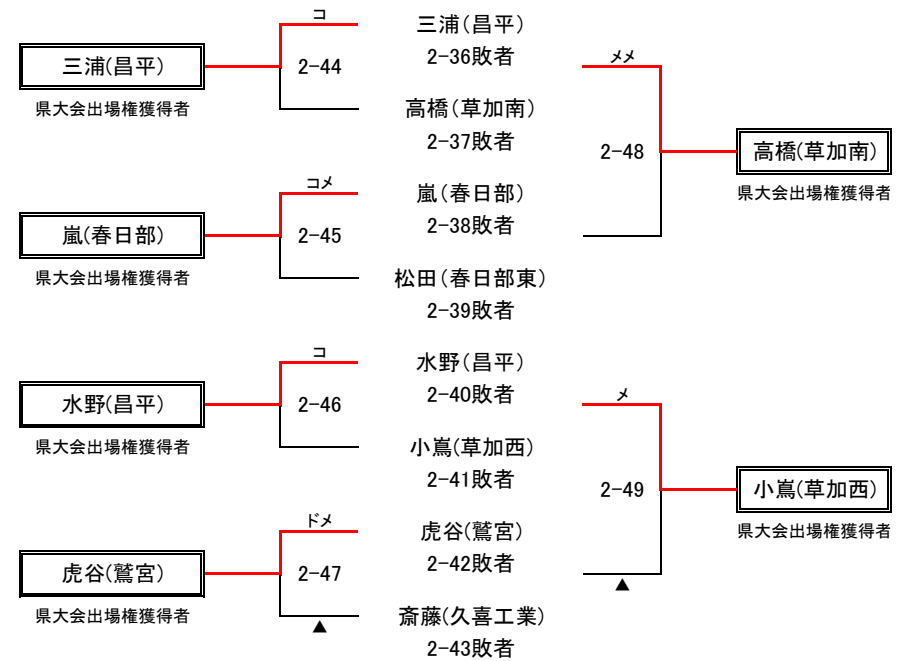 コ
三浦(昌平)
2-44
県大会出場権獲得者
三浦(昌平)
2-36敗者
高橋(草加南)
2-37敗者
コメ
嵐(春日部)
2-45
県大会出場権獲得者
嵐(春日部)
2-38敗者
松田(春日部東)
2-39敗者
コ
水野(昌平)
2-46
県大会出場権獲得者
水野(昌平)
2-40敗者
小嶌(草加西)
2-41敗者
ドメ
虎谷(鷲宮)
2-47
県大会出場権獲得者
▲
虎谷(鷲宮)
2-42敗者
斎藤(久喜工業)
2-43敗者
メメ
2-48
高橋(草加南)
県大会出場権獲得者
メ
2-49
小嶌(草加西)
県大会出場権獲得者
▲